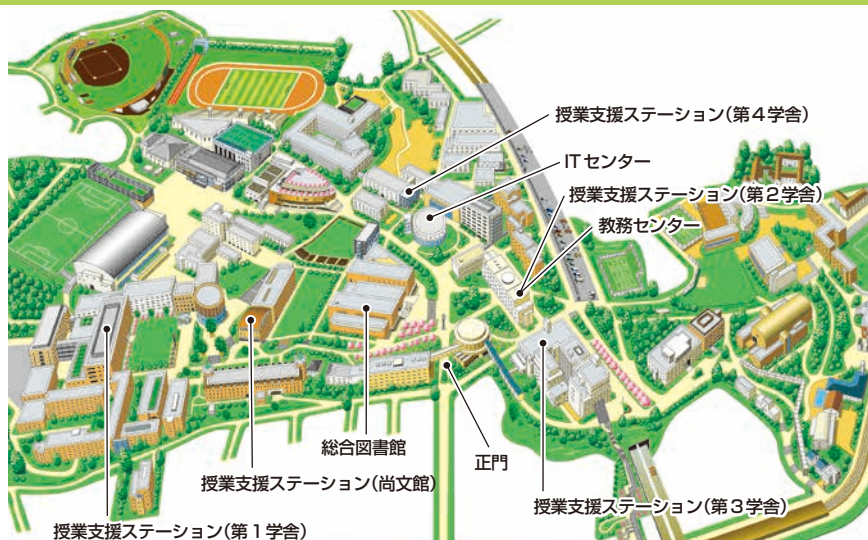 授業支援ステーション(第4学舎)
ITセンター
授業支援ステーション(第2学舎)
教務センター
総合図書館
正門
授業支援ステーション(尚文館)
授業支援ステーション(第3学舎)
授業支援ステーション(第1学舎)